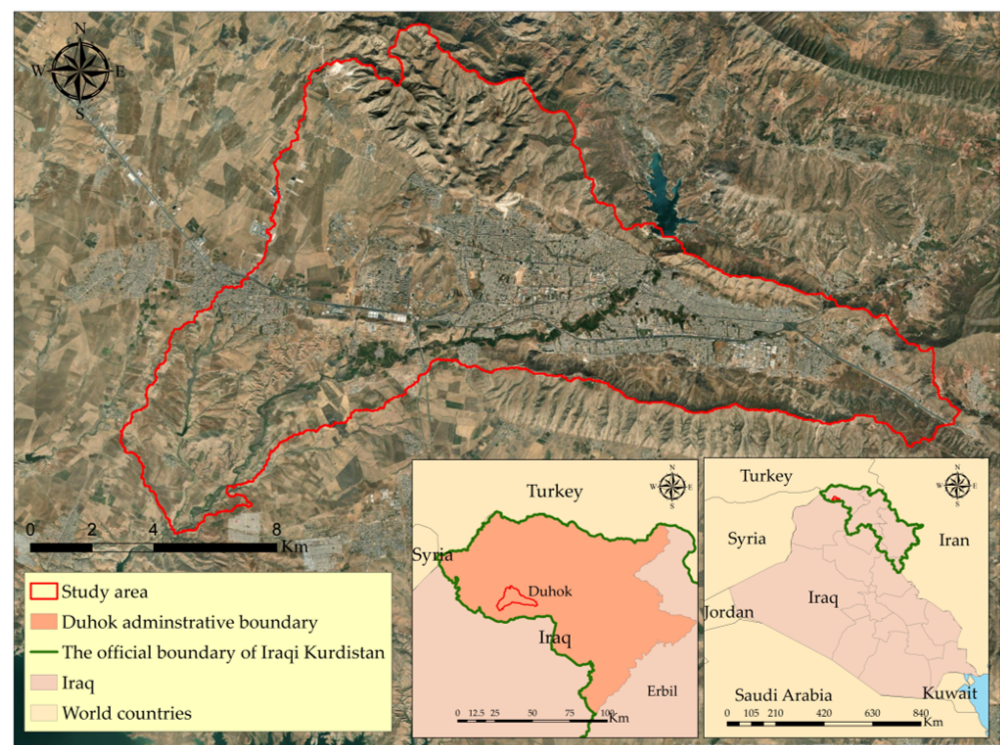 N
W E
S
0 2 4 8
Km
Study area
Duhok adminstrative boundary
The official boundary of Iraqi Kurdistan
Iraq
World countries
N
W E
S
Turkey
Syria
Duhok
Iraq
Erbil
0 12.5 25 50 75 100
Km
N
W E
S
Turkey
Syria
Iran
Iraq
Jordan
Saudi Arabia
Kuwait
0 105 210 420 630 840
Km